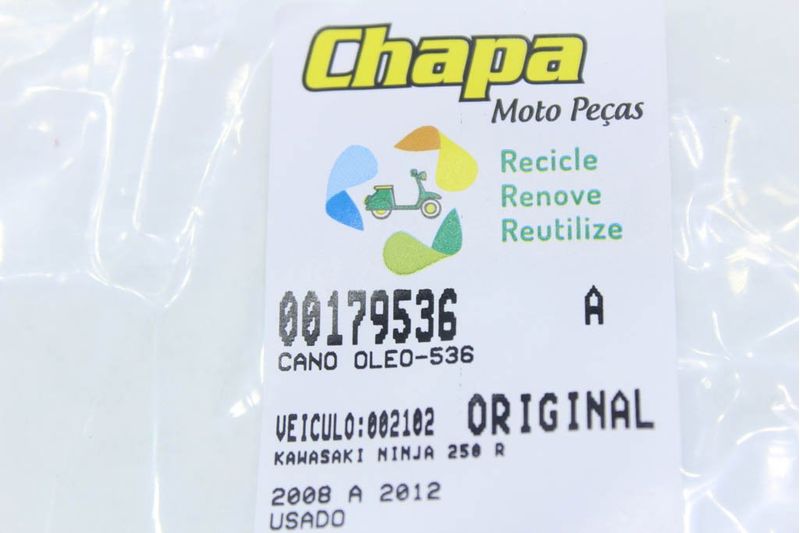 Chapa
Moto Peças
Recicle
Renove
Reutilize
00179536 A
CANO OLEO-536
VEICULO:002102 ORIGINAL
KAWASAKI NINJA 250 R
2008 A 2012
USADO